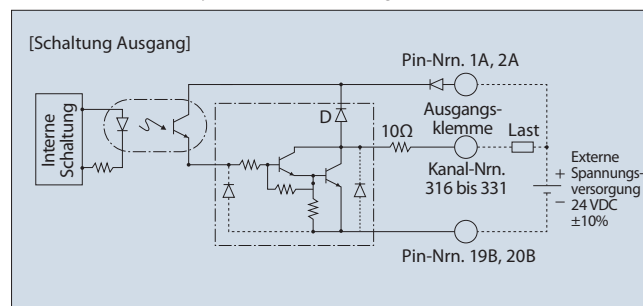 [Schaltung Ausgang]
Pin-Nrn. 1A, 2A
Interne
Schaltung
D
10Ω
Ausgangs-
klemme
Last
Kanal-Nrn.
316 bis 331
+
−
Externe
Spannungs-
versorgung
24 VDC
±10%
Pin-Nrn. 19B, 20B